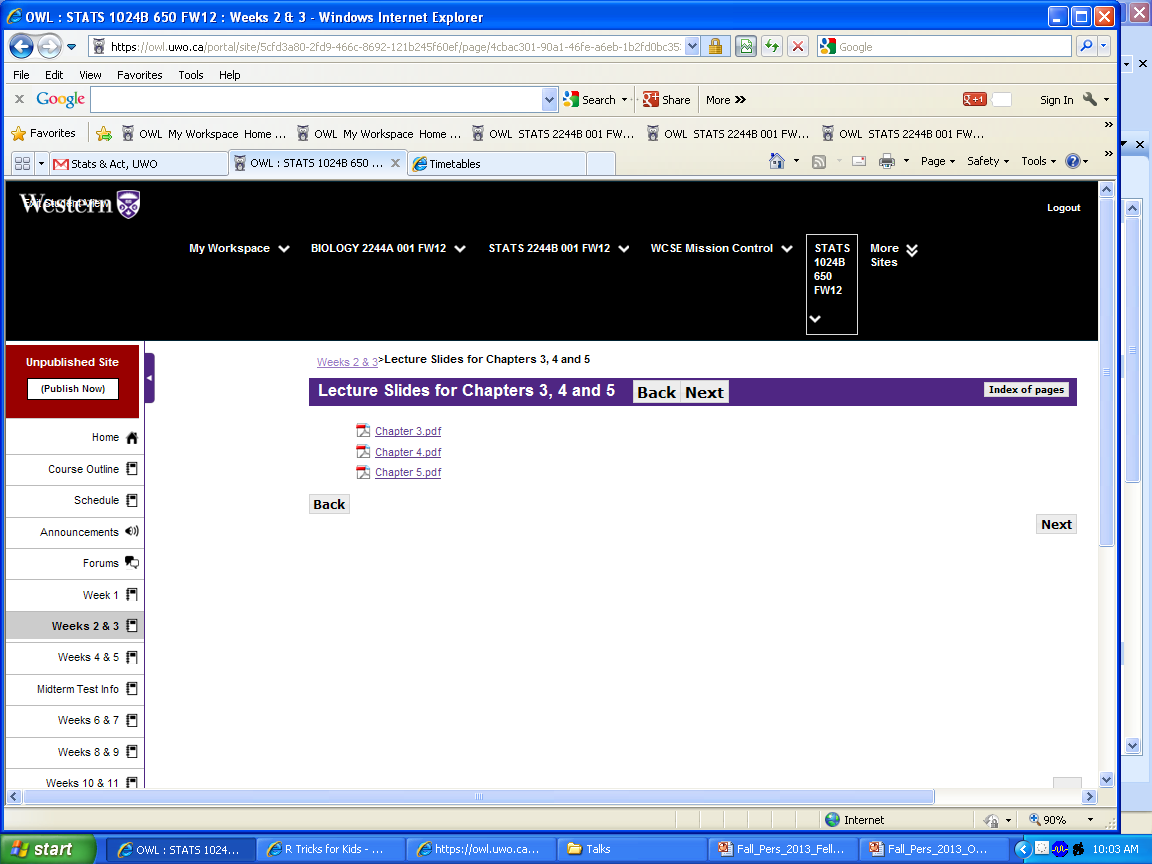 OWL : STATS 1024B 650 FW12 : Weeks 2 & 3 - Windows Internet Explorer
https://owl.uwo.ca/portal/site/5cfd3a80-2fd9-466c-8692-121b245f60ef/page/4cbac301-90a1-46fe-a6eb-1b2fd0bc35
Google
File Edit View Favorites Tools Help
x Google Search Share More » +1 Sign In
Favorites OWL My Workspace Home ... OWL My Workspace Home ... OWL STATS 2244B 001 FW... OWL STATS 2244B 001 FW... OWL STATS 2244B 001 FW... »
Stats & Act, UWO OWL : STATS 1024B 650 ... Timetables Page Safety Tools »
Western Exit Student View
Logout
My Workspace BIOLOGY 2244A 001 FW12 STATS 2244B 001 FW12 WCSE Mission Control
STATS
1024B
650
FW12
More
Sites
Unpublished Site
(Publish Now)
Home
Course Outline
Schedule
Announcements
Forums
Week 1
Weeks 2 & 3
Weeks 4 & 5
Midterm Test Info
Weeks 6 & 7
Weeks 8 & 9
Weeks 10 & 11
Weeks 2 & 3>Lecture Slides for Chapters 3, 4 and 5
Lecture Slides for Chapters 3, 4 and 5 Back Next Index of pages
Chapter 3.pdf
Chapter 4.pdf
Chapter 5.pdf
Back
Next
Internet 90%
start OWL : STATS 1024... R Tricks for Kids - ... https://owl.uwo.ca... Talks Fall_Pers_2013_Fell... Fall_Pers_2013_O... 10:03 AM